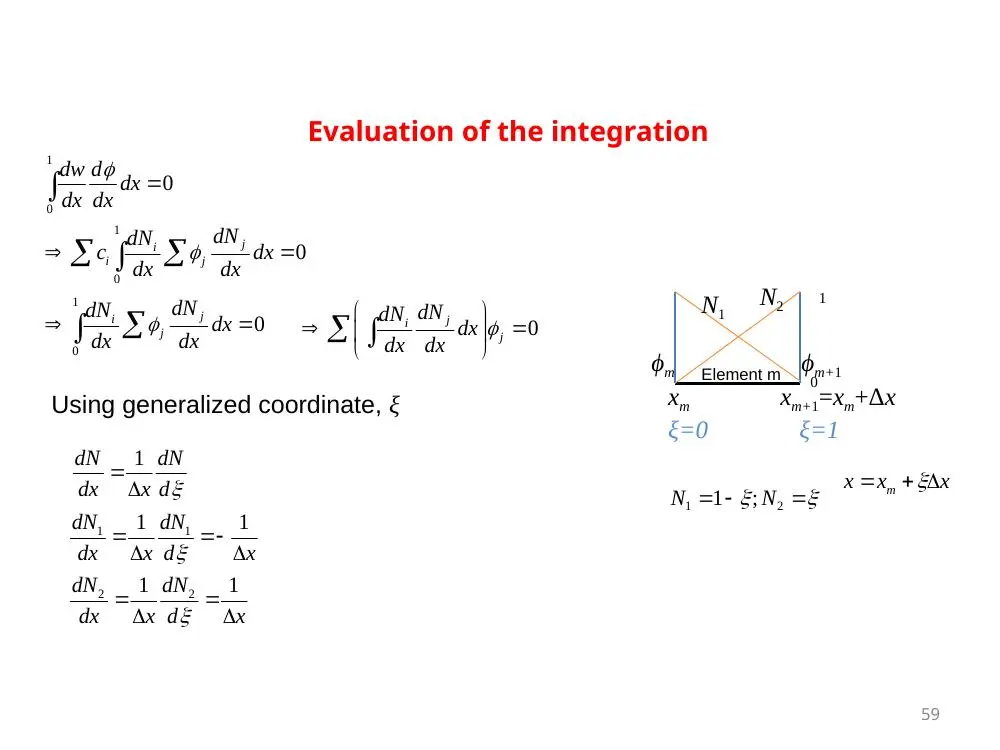 Evaluation of the integration
∫₀¹ dw/dx dϕ/dx dx = 0
⇒ ∑ cᵢ ∫₀¹ dNᵢ/dx ∑ ϕⱼ dNⱼ/dx dx = 0
⇒ ∫₀¹ dNᵢ/dx ∑ ϕⱼ dNⱼ/dx dx = 0 ⇒ ∑ ( ∫ dNᵢ/dx dNⱼ/dx dx ) ϕⱼ = 0
N₁ N₂ 1
ϕm Element m ϕm+1
0
xm xm+1=xm+Δx
ξ=0 ξ=1
Using generalized coordinate, ξ
N₁ = 1 - ξ; N₂ = ξ x = xm + ξΔx
dN/dx = 1/Δx dN/dξ
dN₁/dx = 1/Δx dN₁/dξ = - 1/Δx
dN₂/dx = 1/Δx dN₂/dξ = 1/Δx
59